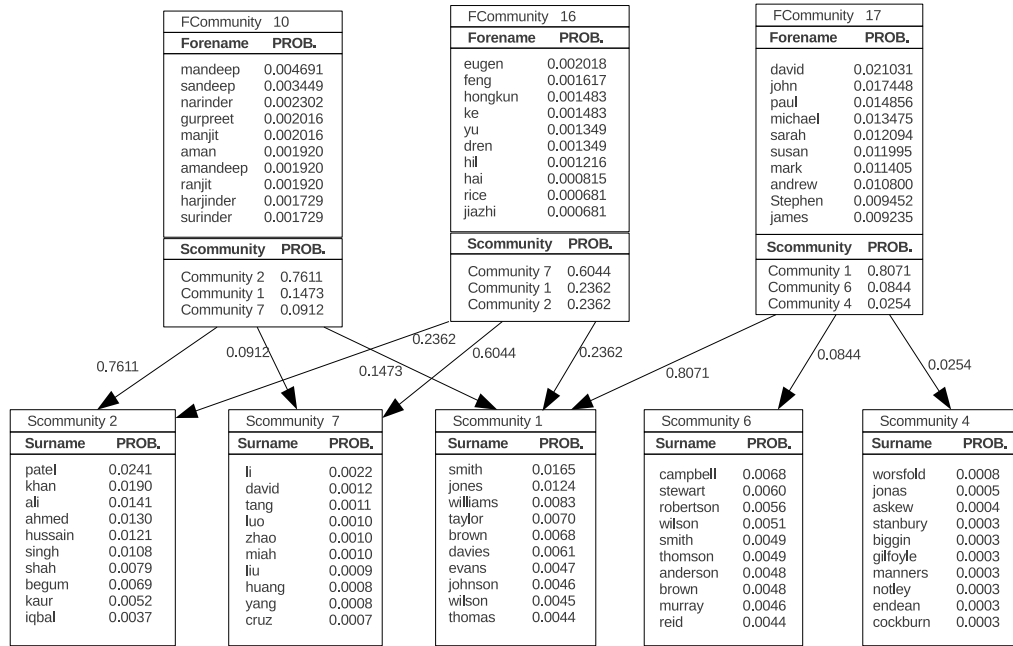 FCommunity 10
Forename PROB.
mandeep 0.004691
sandeep 0.003449
narinder 0.002302
gurpreet 0.002016
manjit 0.002016
aman 0.001920
amandeep 0.001920
ranjit 0.001920
harjinder 0.001729
surinder 0.001729
Scommunity PROB.
Community 2 0.7611
Community 1 0.1473
Community 7 0.0912
FCommunity 16
Forename PROB.
eugen 0.002018
feng 0.001617
hongkun 0.001483
ke 0.001483
yu 0.001349
dren 0.001349
hil 0.001216
hai 0.000815
rice 0.000681
jiazhi 0.000681
Scommunity PROB.
Community 7 0.6044
Community 1 0.2362
Community 2 0.2362
FCommunity 17
Forename PROB.
david 0.021031
john 0.017448
paul 0.014856
michael 0.013475
sarah 0.012094
susan 0.011995
mark 0.011405
andrew 0.010800
Stephen 0.009452
james 0.009235
Scommunity PROB.
Community 1 0.8071
Community 6 0.0844
Community 4 0.0254
0.7611
0.0912
0.1473
0.2362
0.6044
0.2362
0.8071
0.0844
0.0254
Scommunity 2
Surname PROB.
patel 0.0241
khan 0.0190
ali 0.0141
ahmed 0.0130
hussain 0.0121
singh 0.0108
shah 0.0079
begum 0.0069
kaur 0.0052
iqbal 0.0037
Scommunity 7
Surname PROB.
li 0.0022
david 0.0012
tang 0.0011
luo 0.0010
zhao 0.0010
miah 0.0010
liu 0.0009
huang 0.0008
yang 0.0008
cruz 0.0007
Scommunity 1
Surname PROB.
smith 0.0165
jones 0.0124
williams 0.0083
taylor 0.0070
brown 0.0068
davies 0.0061
evans 0.0047
johnson 0.0046
wilson 0.0045
thomas 0.0044
Scommunity 6
Surname PROB.
campbell 0.0068
stewart 0.0060
robertson 0.0056
wilson 0.0051
smith 0.0049
thomson 0.0049
anderson 0.0048
brown 0.0048
murray 0.0046
reid 0.0044
Scommunity 4
Surname PROB.
worsfold 0.0008
jonas 0.0005
askew 0.0004
stanbury 0.0003
biggin 0.0003
gilfoyle 0.0003
manners 0.0003
notley 0.0003
endean 0.0003
cockburn 0.0003